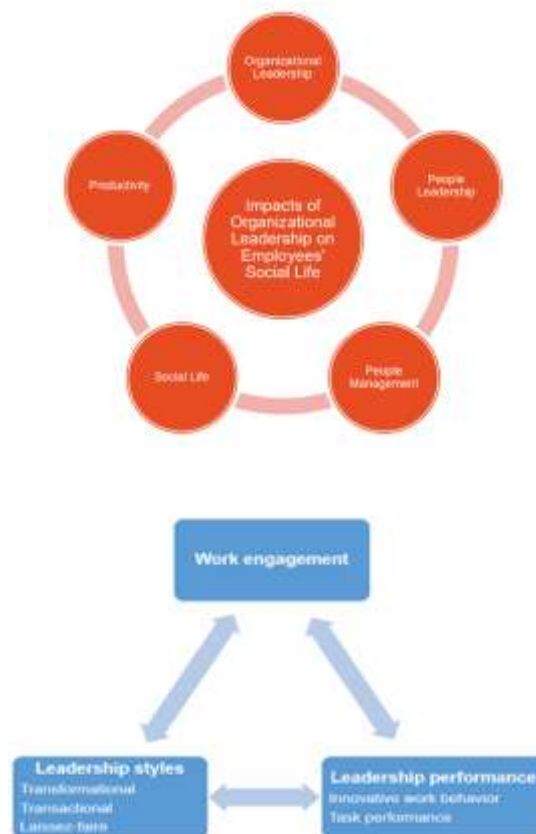 Organizational
Leadership
People
Leadership
Productivity
Impacts of
Organizational
Leadership on
Employees'
Social Life
Social Life
People
Management
Work engagement
Leadership styles
Transformational
Transactional
Laissez-faire
Leadership performance
Innovative work behavior
Task performance